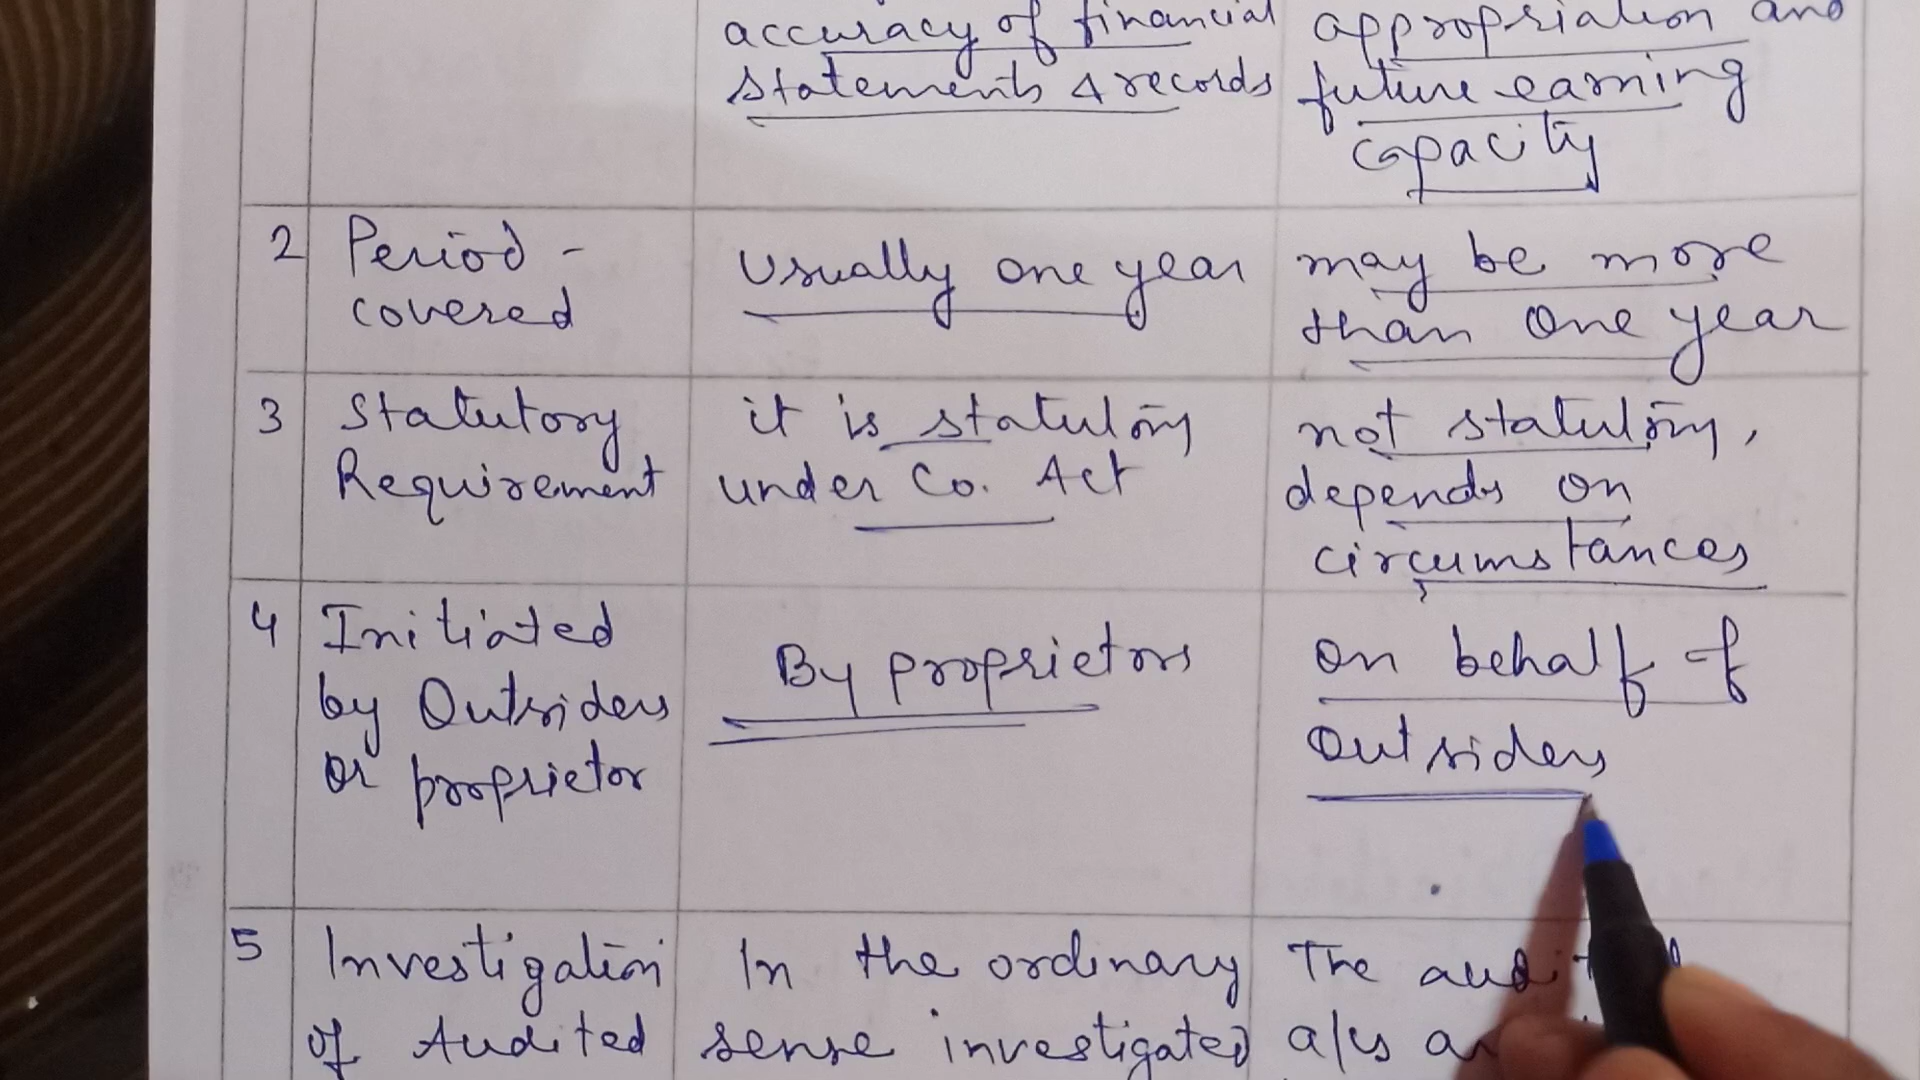 accuracy of financial
statements & records
appropriation and
future earning
capacity
2
Period -
covered
Usually one year
may be more
than one year
3
Statutory
Requirement
it is statutory
under Co. Act
not statutory,
depends on
circumstances
4
Initiated
by Outsiders
or proprietor
By proprietors
on behalf of
outsiders
5
Investigation
of Audited
In the ordinary
sense investigated
The
a/cs